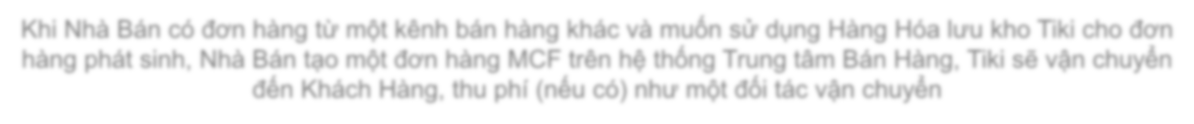 Khi Nhà Bán có đơn hàng từ một kênh bán hàng khác và muốn sử dụng Hàng Hóa lưu kho Tiki cho đơn
hàng phát sinh, Nhà Bán tạo một đơn hàng MCF trên hệ thống Trung tâm Bán Hàng, Tiki sẽ vận chuyển
đến Khách Hàng, thu phí (nếu có) như một đối tác vận chuyển